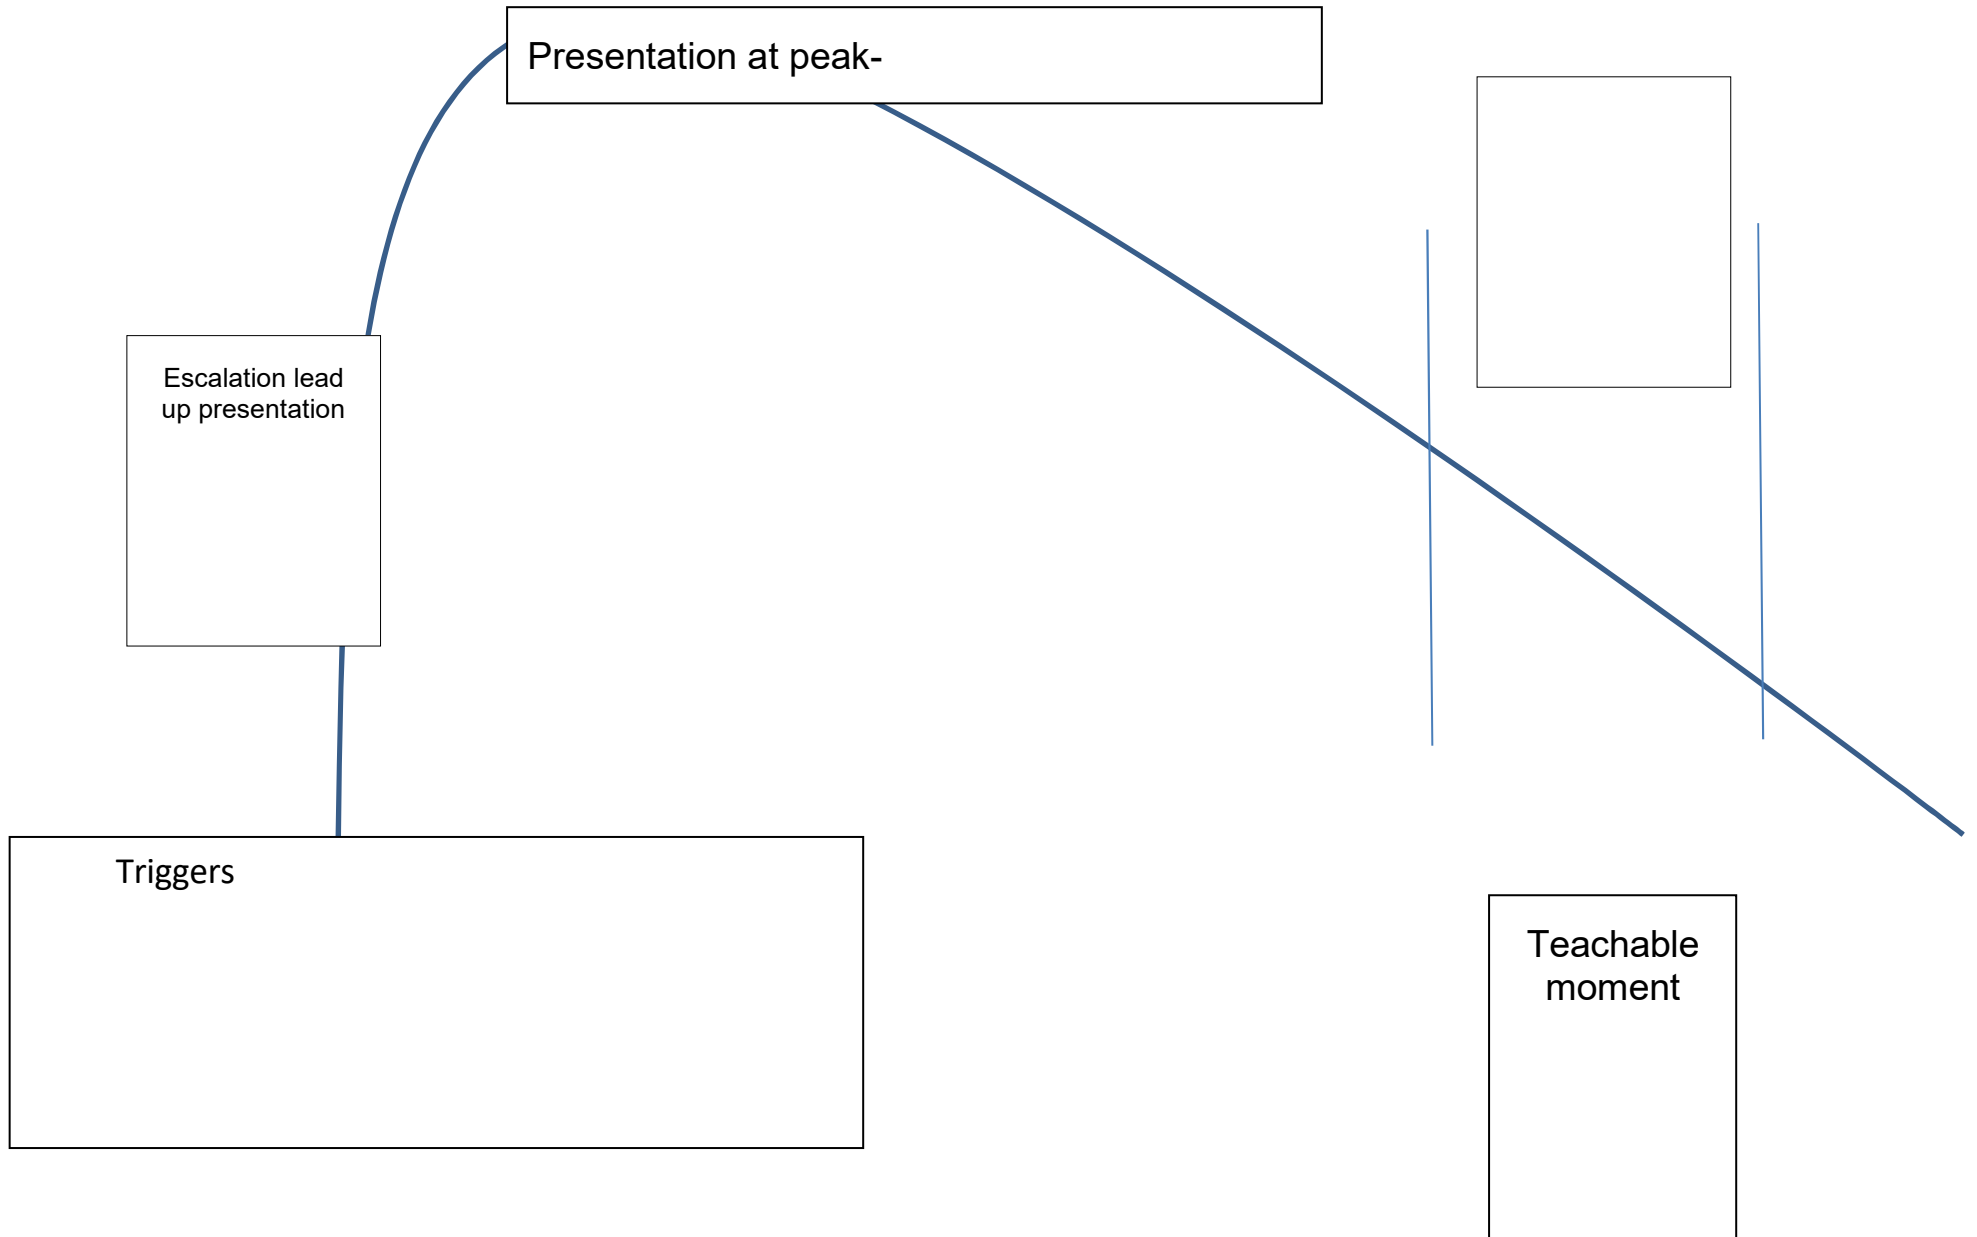 Presentation at peak-
Escalation lead
up presentation
Triggers
Teachable
moment